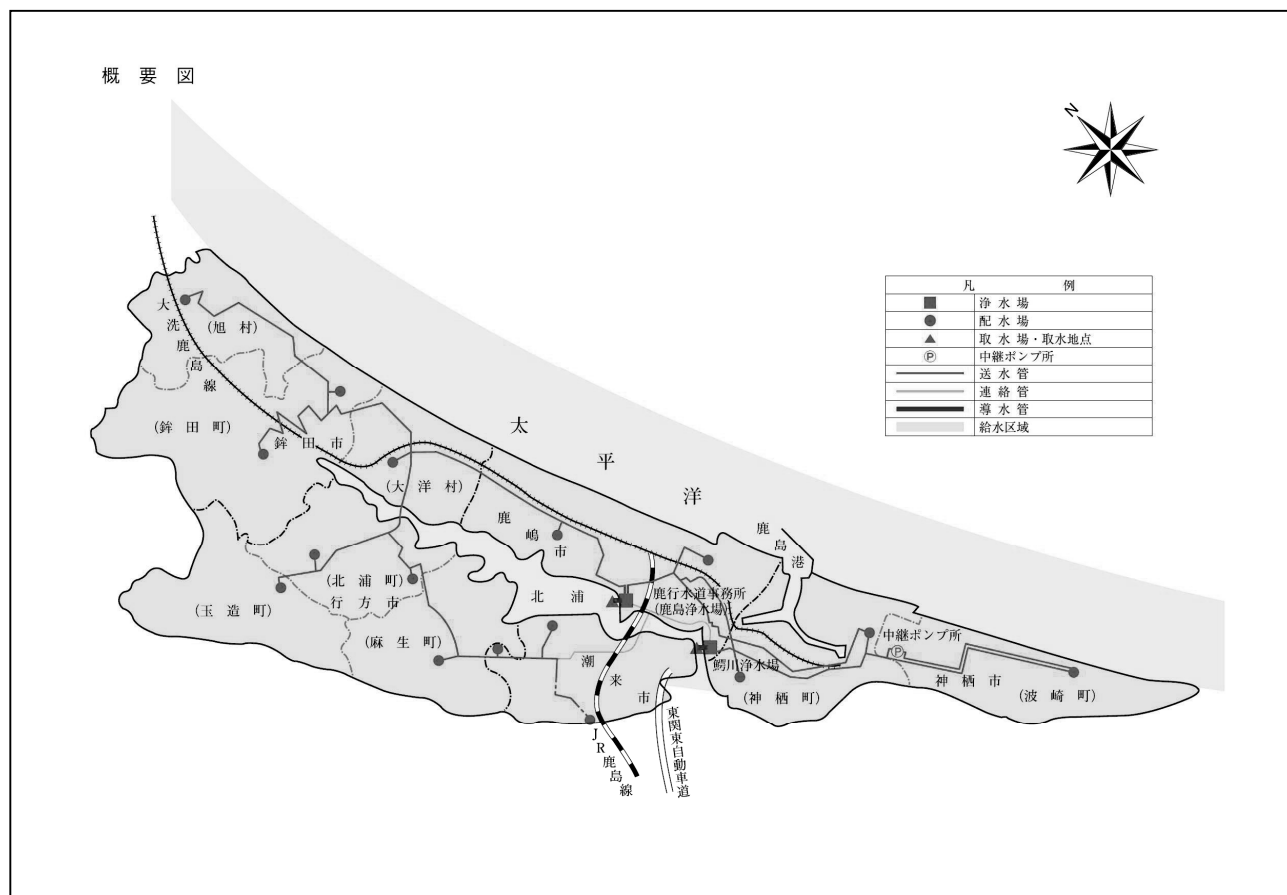 概要図
N
凡例
浄水場
配水場
取水場・取水地点
Ⓟ 中継ポンプ所
送水管
連絡管
導水管
給水区域
太平洋
大洗鹿島線
(旭村)
(鉾田町)
鉾田市
(大洋村)
鹿嶋市
鹿島港
北浦
鹿行水道事務所
(鹿島浄水場)
(北浦町)
行方市
(玉造町)
(麻生町)
潮来市
鰐川浄水場
中継ポンプ所
Ⓟ
神栖市
(神栖町)
(波崎町)
JR鹿島線
東関東自動車道